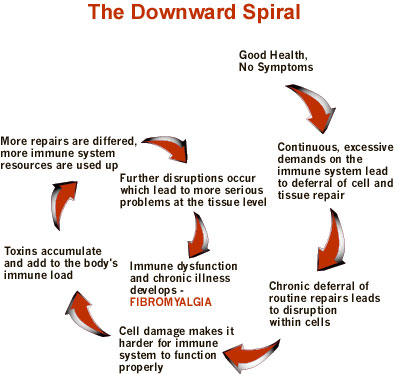 The Downward Spiral
Good Health,
No Symptoms
Continuous, excessive
demands on the
immune system lead
to deferral of cell and
tissue repair
Chronic deferral of
routine repairs leads
to disruption
within cells
Cell damage makes it
harder for immune
system to function
properly
Toxins accumulate
and add to the body's
immune load
More repairs are differed,
more immune system
resources are used up
Further disruptions occur
which lead to more serious
problems at the tissue level
Immune dysfunction
and chronic illness
develops -
FIBROMYALGIA